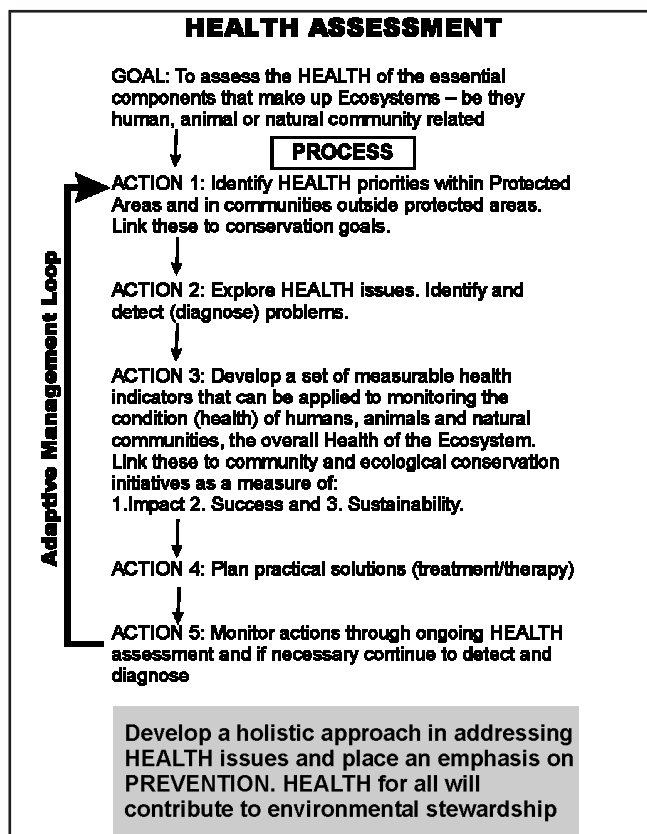 HEALTH ASSESSMENT
GOAL: To assess the HEALTH of the essential
components that make up Ecosystems – be they
human, animal or natural community related
PROCESS
ACTION 1: Identify HEALTH priorities within Protected
Areas and in communities outside protected areas.
Link these to conservation goals.
ACTION 2: Explore HEALTH issues. Identify and
detect (diagnose) problems.
ACTION 3: Develop a set of measurable health
indicators that can be applied to monitoring the
condition (health) of humans, animals and natural
communities, the overall Health of the Ecosystem.
Link these to community and ecological conservation
initiatives as a measure of:
1.Impact 2. Success and 3. Sustainability.
ACTION 4: Plan practical solutions (treatment/therapy)
ACTION 5: Monitor actions through ongoing HEALTH
assessment and if necessary continue to detect and
diagnose
Adaptive Management Loop
Develop a holistic approach in addressing
HEALTH issues and place an emphasis on
PREVENTION. HEALTH for all will
contribute to environmental stewardship